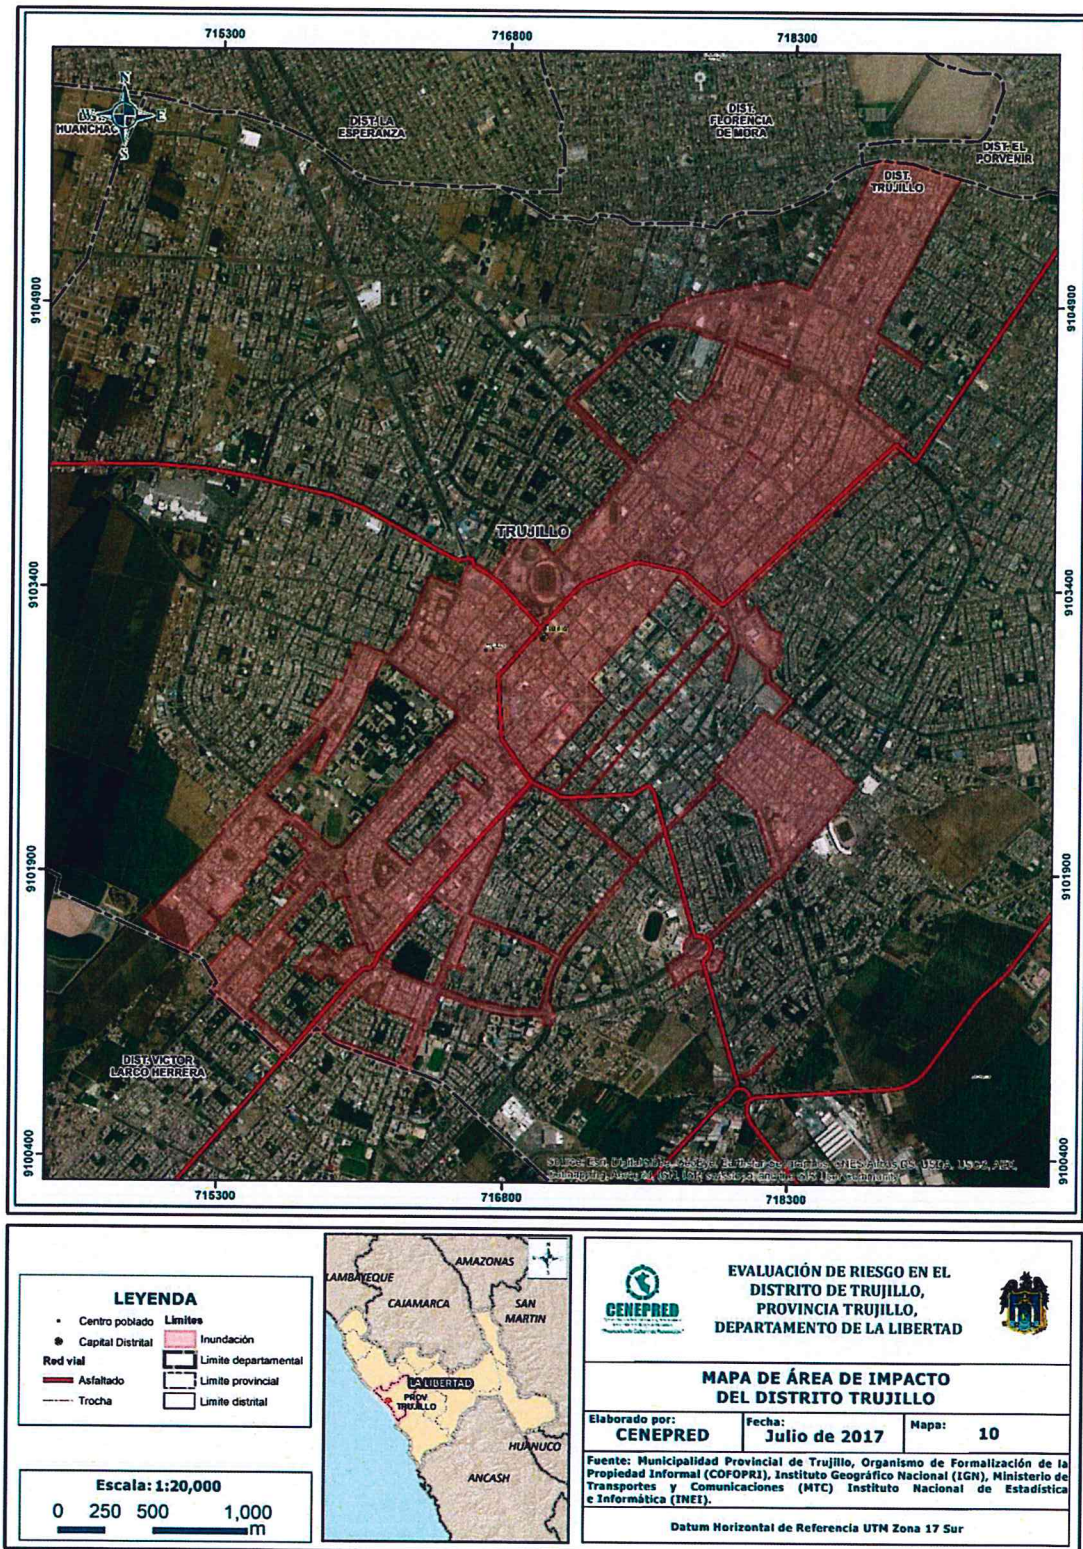 715300
716800
718300
N
E
S
DIST. LA
ESPERANZA
DIST.
FLORENCIA
DE MORA
DIST. EL
PORVENIR
DIST.
TRUJILLO
9104900
9104900
TRUJILLO
9103400
9103400
9101900
9101900
DIST. VICTOR
LARCO HERRERA
9100400
9100400
715300
716800
718300
LEYENDA
Centro poblado
Capital Distrital
Red vial
Asfaltado
Trocha
Limites
Inundación
Limite departamental
Limite provincial
Limite distrital
Escala: 1:20,000
0 250 500 1,000
m
LAMBAYEQUE
AMAZONAS
CAJAMARCA
SAN
MARTIN
LA LIBERTAD
PROV
TRUJILLO
HUANUCO
ANCASH
CENEPRED
EVALUACIÓN DE RIESGO EN EL
DISTRITO DE TRUJILLO,
PROVINCIA TRUJILLO,
DEPARTAMENTO DE LA LIBERTAD
MAPA DE ÁREA DE IMPACTO
DEL DISTRITO TRUJILLO
Elaborado por:
CENEPRED
Fecha:
Julio de 2017
Mapa:
10
Fuente: Municipalidad Provincial de Trujillo, Organismo de Formalización de la
Propiedad Informal (COFOPRI), Instituto Geográfico Nacional (IGN), Ministerio de
Transportes y Comunicaciones (MTC) Instituto Nacional de Estadística
e Informática (INEI).
Datum Horizontal de Referencia UTM Zona 17 Sur